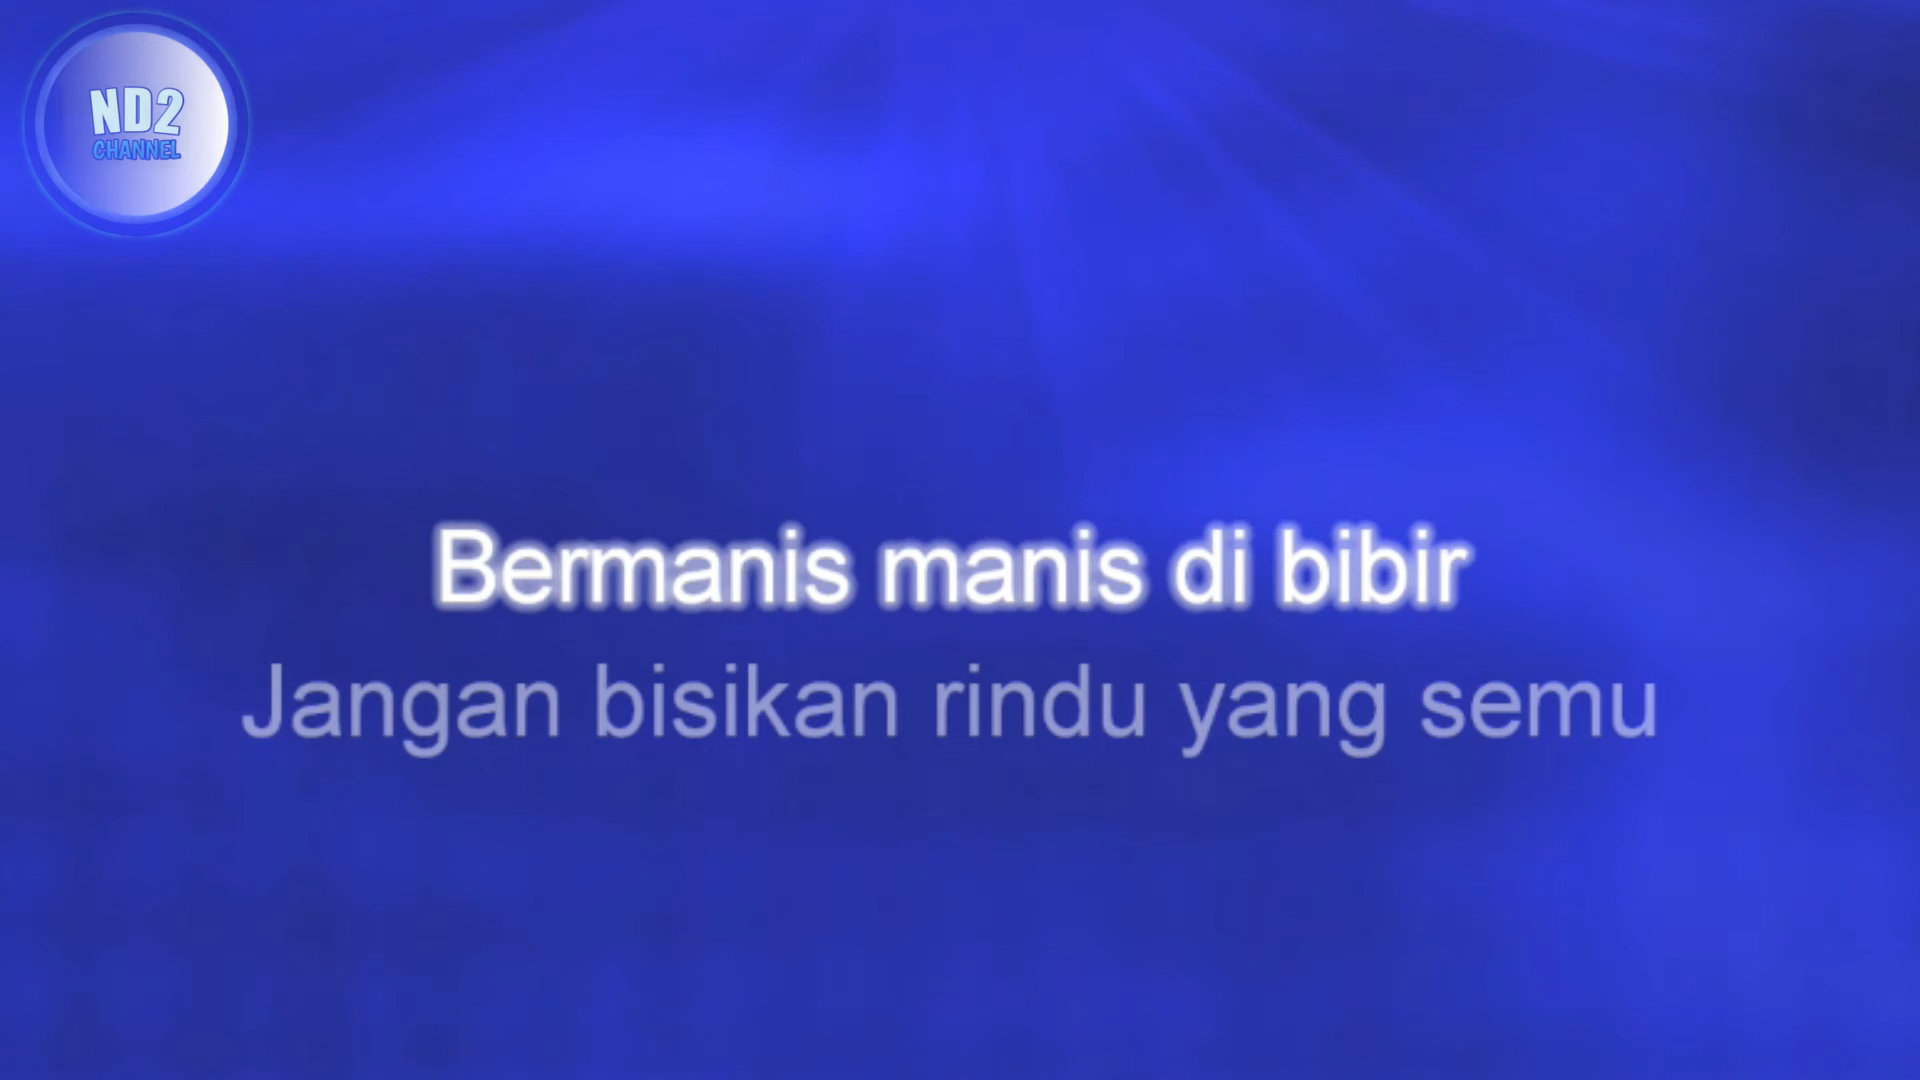 ND2
CHANNEL
Bermanis manis di bibir
Jangan bisikan rindu yang semu